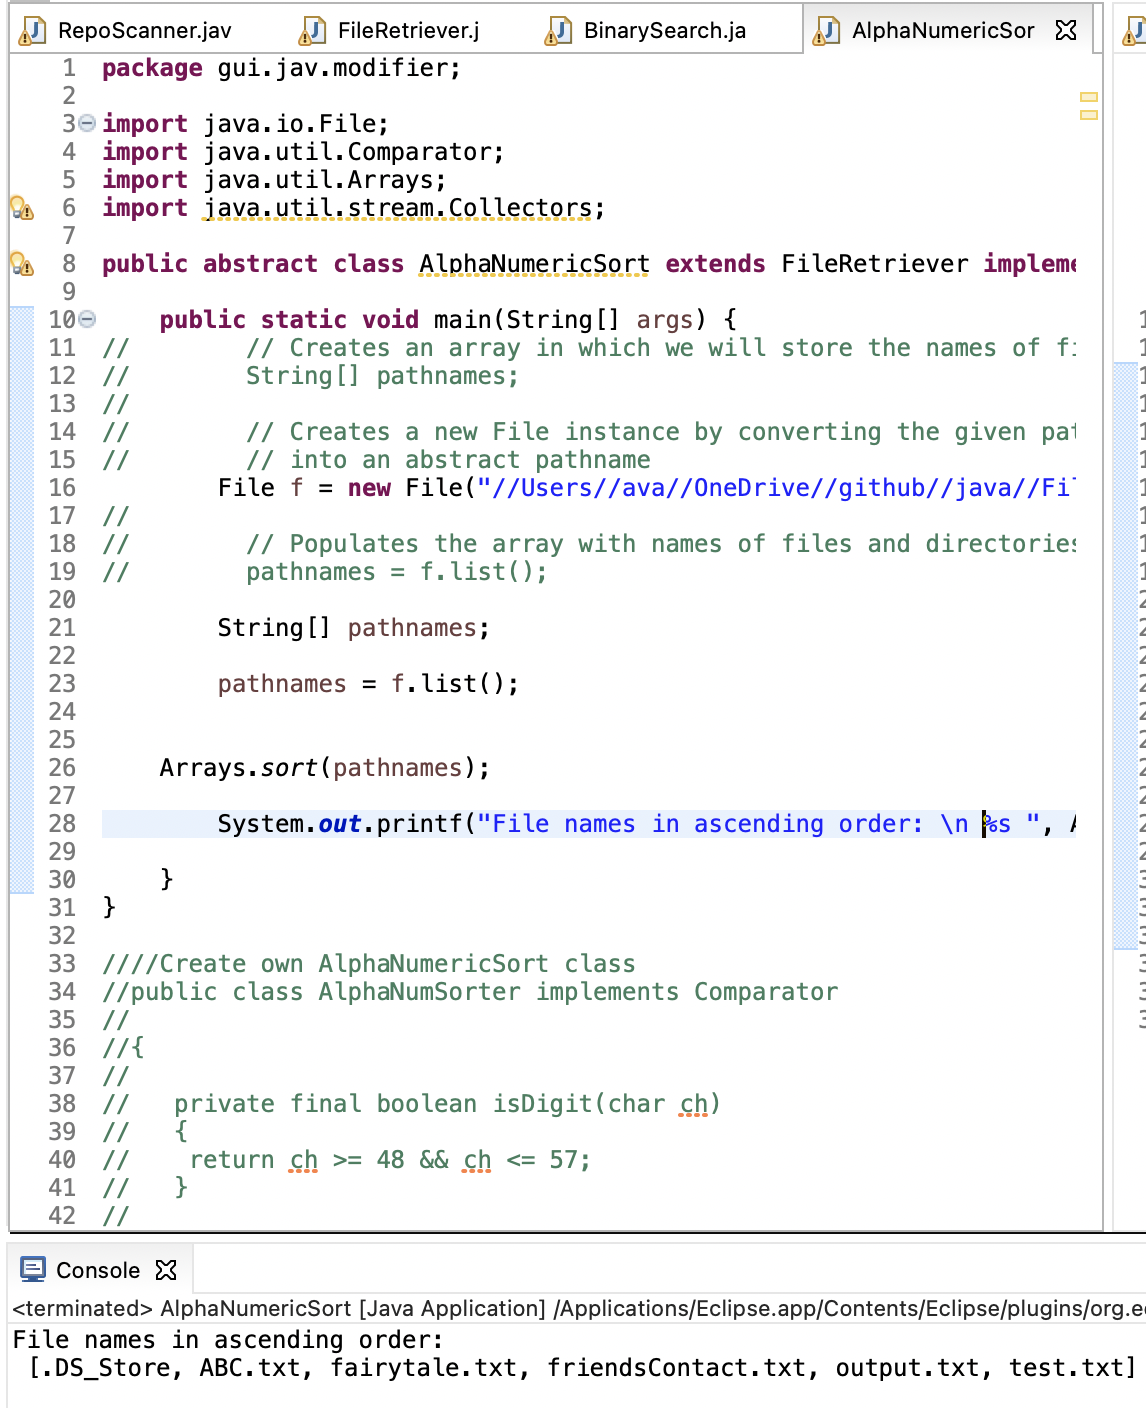 RepoScanner.jav FileRetriever.j BinarySearch.ja AlphaNumericSor
1 package gui.jav.modifier;
2
3 import java.io.File;
4 import java.util.Comparator;
5 import java.util.Arrays;
6 import java.util.stream.Collectors;
7
8 public abstract class AlphaNumericSort extends FileRetriever impleme
9
10 public static void main(String[] args) {
11 // // Creates an array in which we will store the names of fi
12 // String[] pathnames;
13 //
14 // // Creates a new File instance by converting the given pat
15 // // into an abstract pathname
16 File f = new File("//Users//ava//OneDrive//github//java//Fil
17 //
18 // // Populates the array with names of files and directories
19 // pathnames = f.list();
20
21 String[] pathnames;
22
23 pathnames = f.list();
24
25
26 Arrays.sort(pathnames);
27
28 System.out.printf("File names in ascending order: \n %s ", A
29
30 }
31 }
32
33 ////Create own AlphaNumericSort class
34 //public class AlphaNumSorter implements Comparator
35 //
36 //{
37 //
38 // private final boolean isDigit(char ch)
39 // {
40 // return ch >= 48 && ch <= 57;
41 // }
42 //
Console
<terminated> AlphaNumericSort [Java Application] /Applications/Eclipse.app/Contents/Eclipse/plugins/org.e
File names in ascending order:
[.DS_Store, ABC.txt, fairytale.txt, friendsContact.txt, output.txt, test.txt]